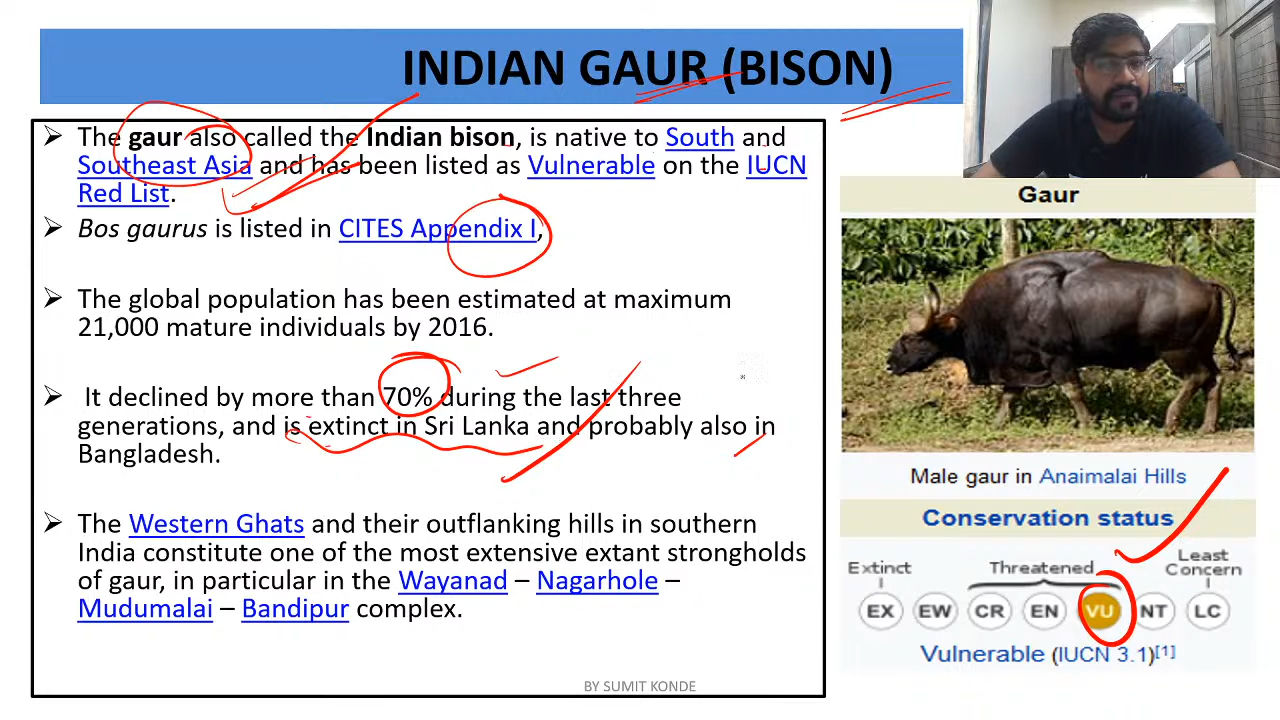 INDIAN GAUR (BISON)
➢ The gaur also called the Indian bison, is native to South and
Southeast Asia and has been listed as Vulnerable on the IUCN
Red List.
➢ Bos gaurus is listed in CITES Appendix I,
➢ The global population has been estimated at maximum
21,000 mature individuals by 2016.
➢ It declined by more than 70% during the last three
generations, and is extinct in Sri Lanka and probably also in
Bangladesh.
➢ The Western Ghats and their outflanking hills in southern
India constitute one of the most extensive extant strongholds
of gaur, in particular in the Wayanad – Nagarhole –
Mudumalai – Bandipur complex.
BY SUMIT KONDE
Gaur
Male gaur in Anaimalai Hills
Conservation status
Extinct Threatened Least
Concern
EX EW CR EN VU NT LC
Vulnerable (IUCN 3.1)[1]